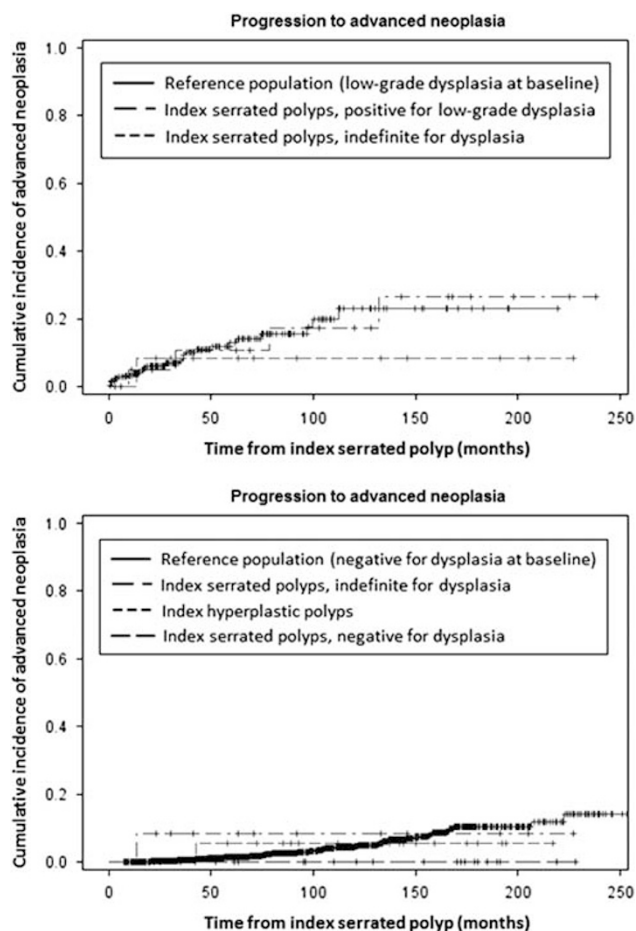 Progression to advanced neoplasia
Cumulative incidence of advanced neoplasia
1.0
0.8
0.6
0.4
0.2
0.0
Reference population (low-grade dysplasia at baseline)
Index serrated polyps, positive for low-grade dysplasia
Index serrated polyps, indefinite for dysplasia
0 50 100 150 200 250
Time from index serrated polyp (months)
Progression to advanced neoplasia
Cumulative incidence of advanced neoplasia
1.0
0.8
0.6
0.4
0.2
0.0
Reference population (negative for dysplasia at baseline)
Index serrated polyps, indefinite for dysplasia
Index hyperplastic polyps
Index serrated polyps, negative for dysplasia
0 50 100 150 200 250
Time from index serrated polyp (months)